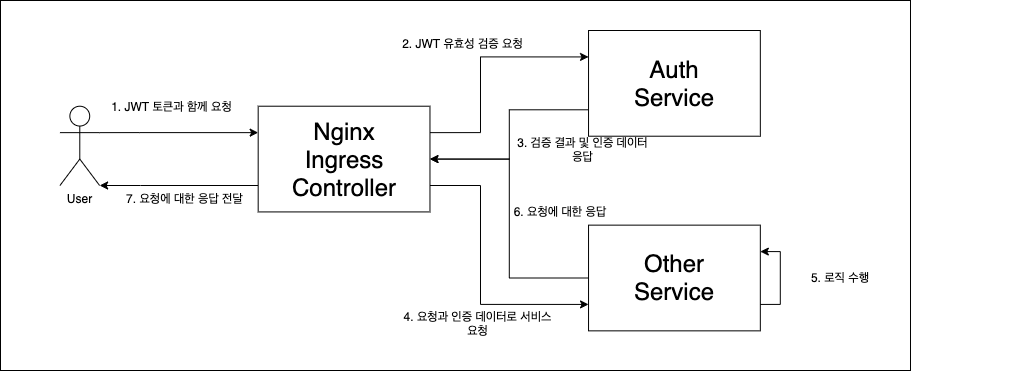 2. JWT 유효성 검증 요청
Auth
Service
1. JWT 토큰과 함께 요청
Nginx
Ingress
Controller
3. 검증 결과 및 인증 데이터
응답
User
7. 요청에 대한 응답 전달
6. 요청에 대한 응답
Other
Service
5. 로직 수행
4. 요청과 인증 데이터로 서비스
요청